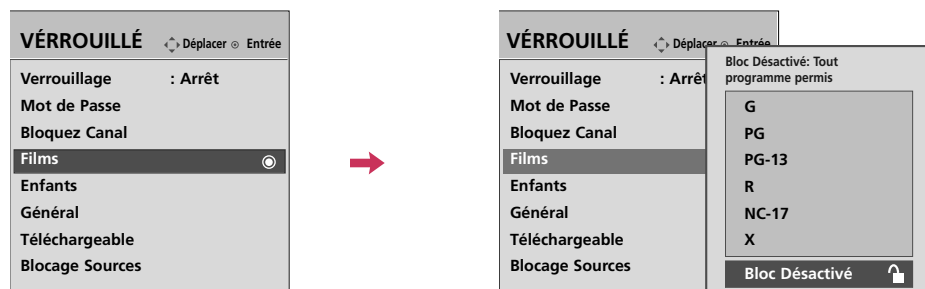 VÉRROUILLÉ Déplacer Entrée
Verrouillage : Arrêt
Mot de Passe
Bloquez Canal
Films
Enfants
Général
Téléchargeable
Blocage Sources
VÉRROUILLÉ Déplacer Entrée
Verrouillage : Arrêt
Mot de Passe
Bloquez Canal
Films
Enfants
Général
Téléchargeable
Blocage Sources
Bloc Désactivé: Tout
programme permis
G
PG
PG-13
R
NC-17
X
Bloc Désactivé